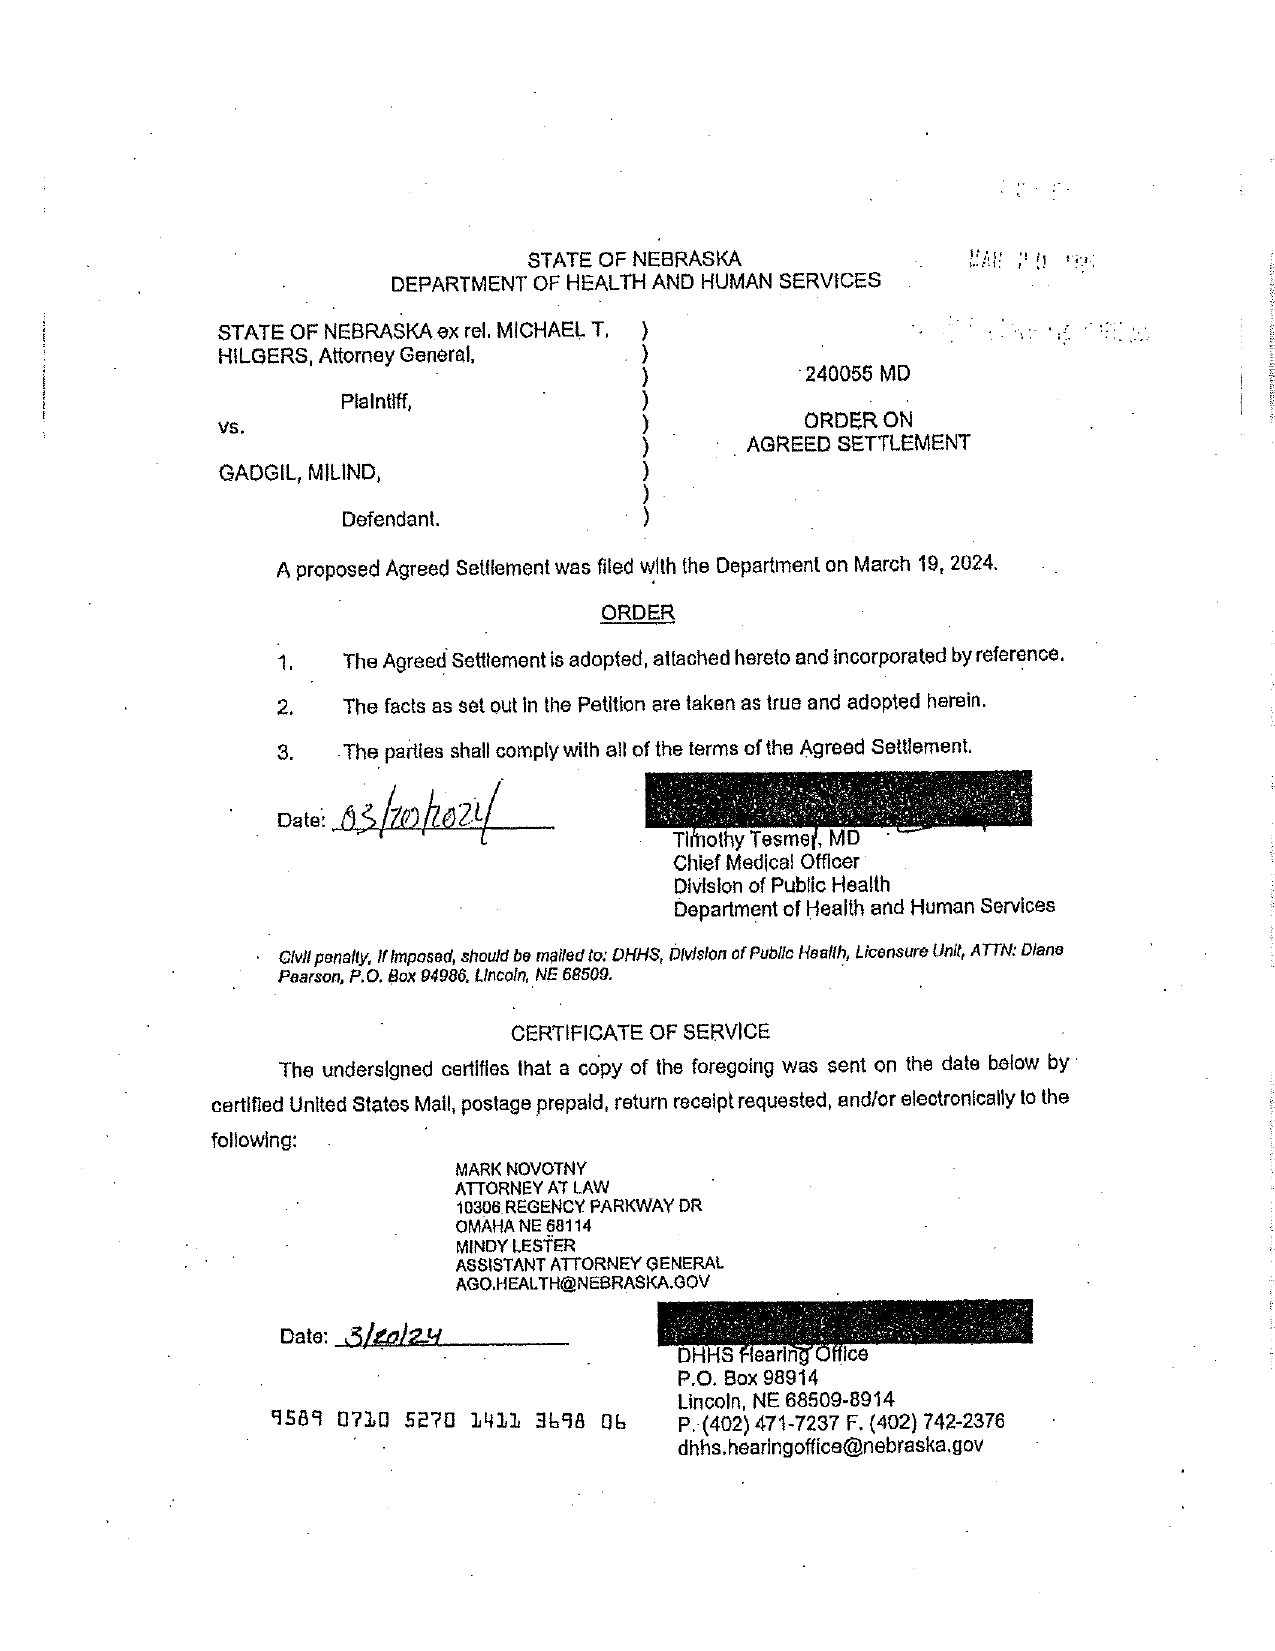 STATE OF NEBRASKA
DEPARTMENT OF HEALTH AND HUMAN SERVICES
STATE OF NEBRASKA ex rel. MICHAEL T. )
HILGERS, Attorney General, )
) 240055 MD
Plaintiff, )
vs. ) ORDER ON
) AGREED SETTLEMENT
GADGIL, MILIND, )
)
Defendant. )
A proposed Agreed Settlement was filed with the Department on March 19, 2024.
ORDER
1. The Agreed Settlement is adopted, attached hereto and incorporated by reference.
2. The facts as set out in the Petition are taken as true and adopted herein.
3. The parties shall comply with all of the terms of the Agreed Settlement.
Date: 03/20/2024
Timothy Tesmer, MD
Chief Medical Officer
Division of Public Health
Department of Health and Human Services
Civil penalty, if imposed, should be mailed to: DHHS, Division of Public Health, Licensure Unit, ATTN: Diane
Pearson, P.O. Box 94986, Lincoln, NE 68509.
CERTIFICATE OF SERVICE
The undersigned certifies that a copy of the foregoing was sent on the date below by
certified United States Mail, postage prepaid, return receipt requested, and/or electronically to the
following:
MARK NOVOTNY
ATTORNEY AT LAW
10306 REGENCY PARKWAY DR
OMAHA NE 68114
MINDY LESTER
ASSISTANT ATTORNEY GENERAL
AGO.HEALTH@NEBRASKA.GOV
Date: 3/20/24
DHHS Hearing Office
P.O. Box 98914
Lincoln, NE 68509-8914
9589 0710 5270 1411 3698 06 P. (402) 471-7237 F. (402) 742-2376
dhhs.hearingoffice@nebraska.gov